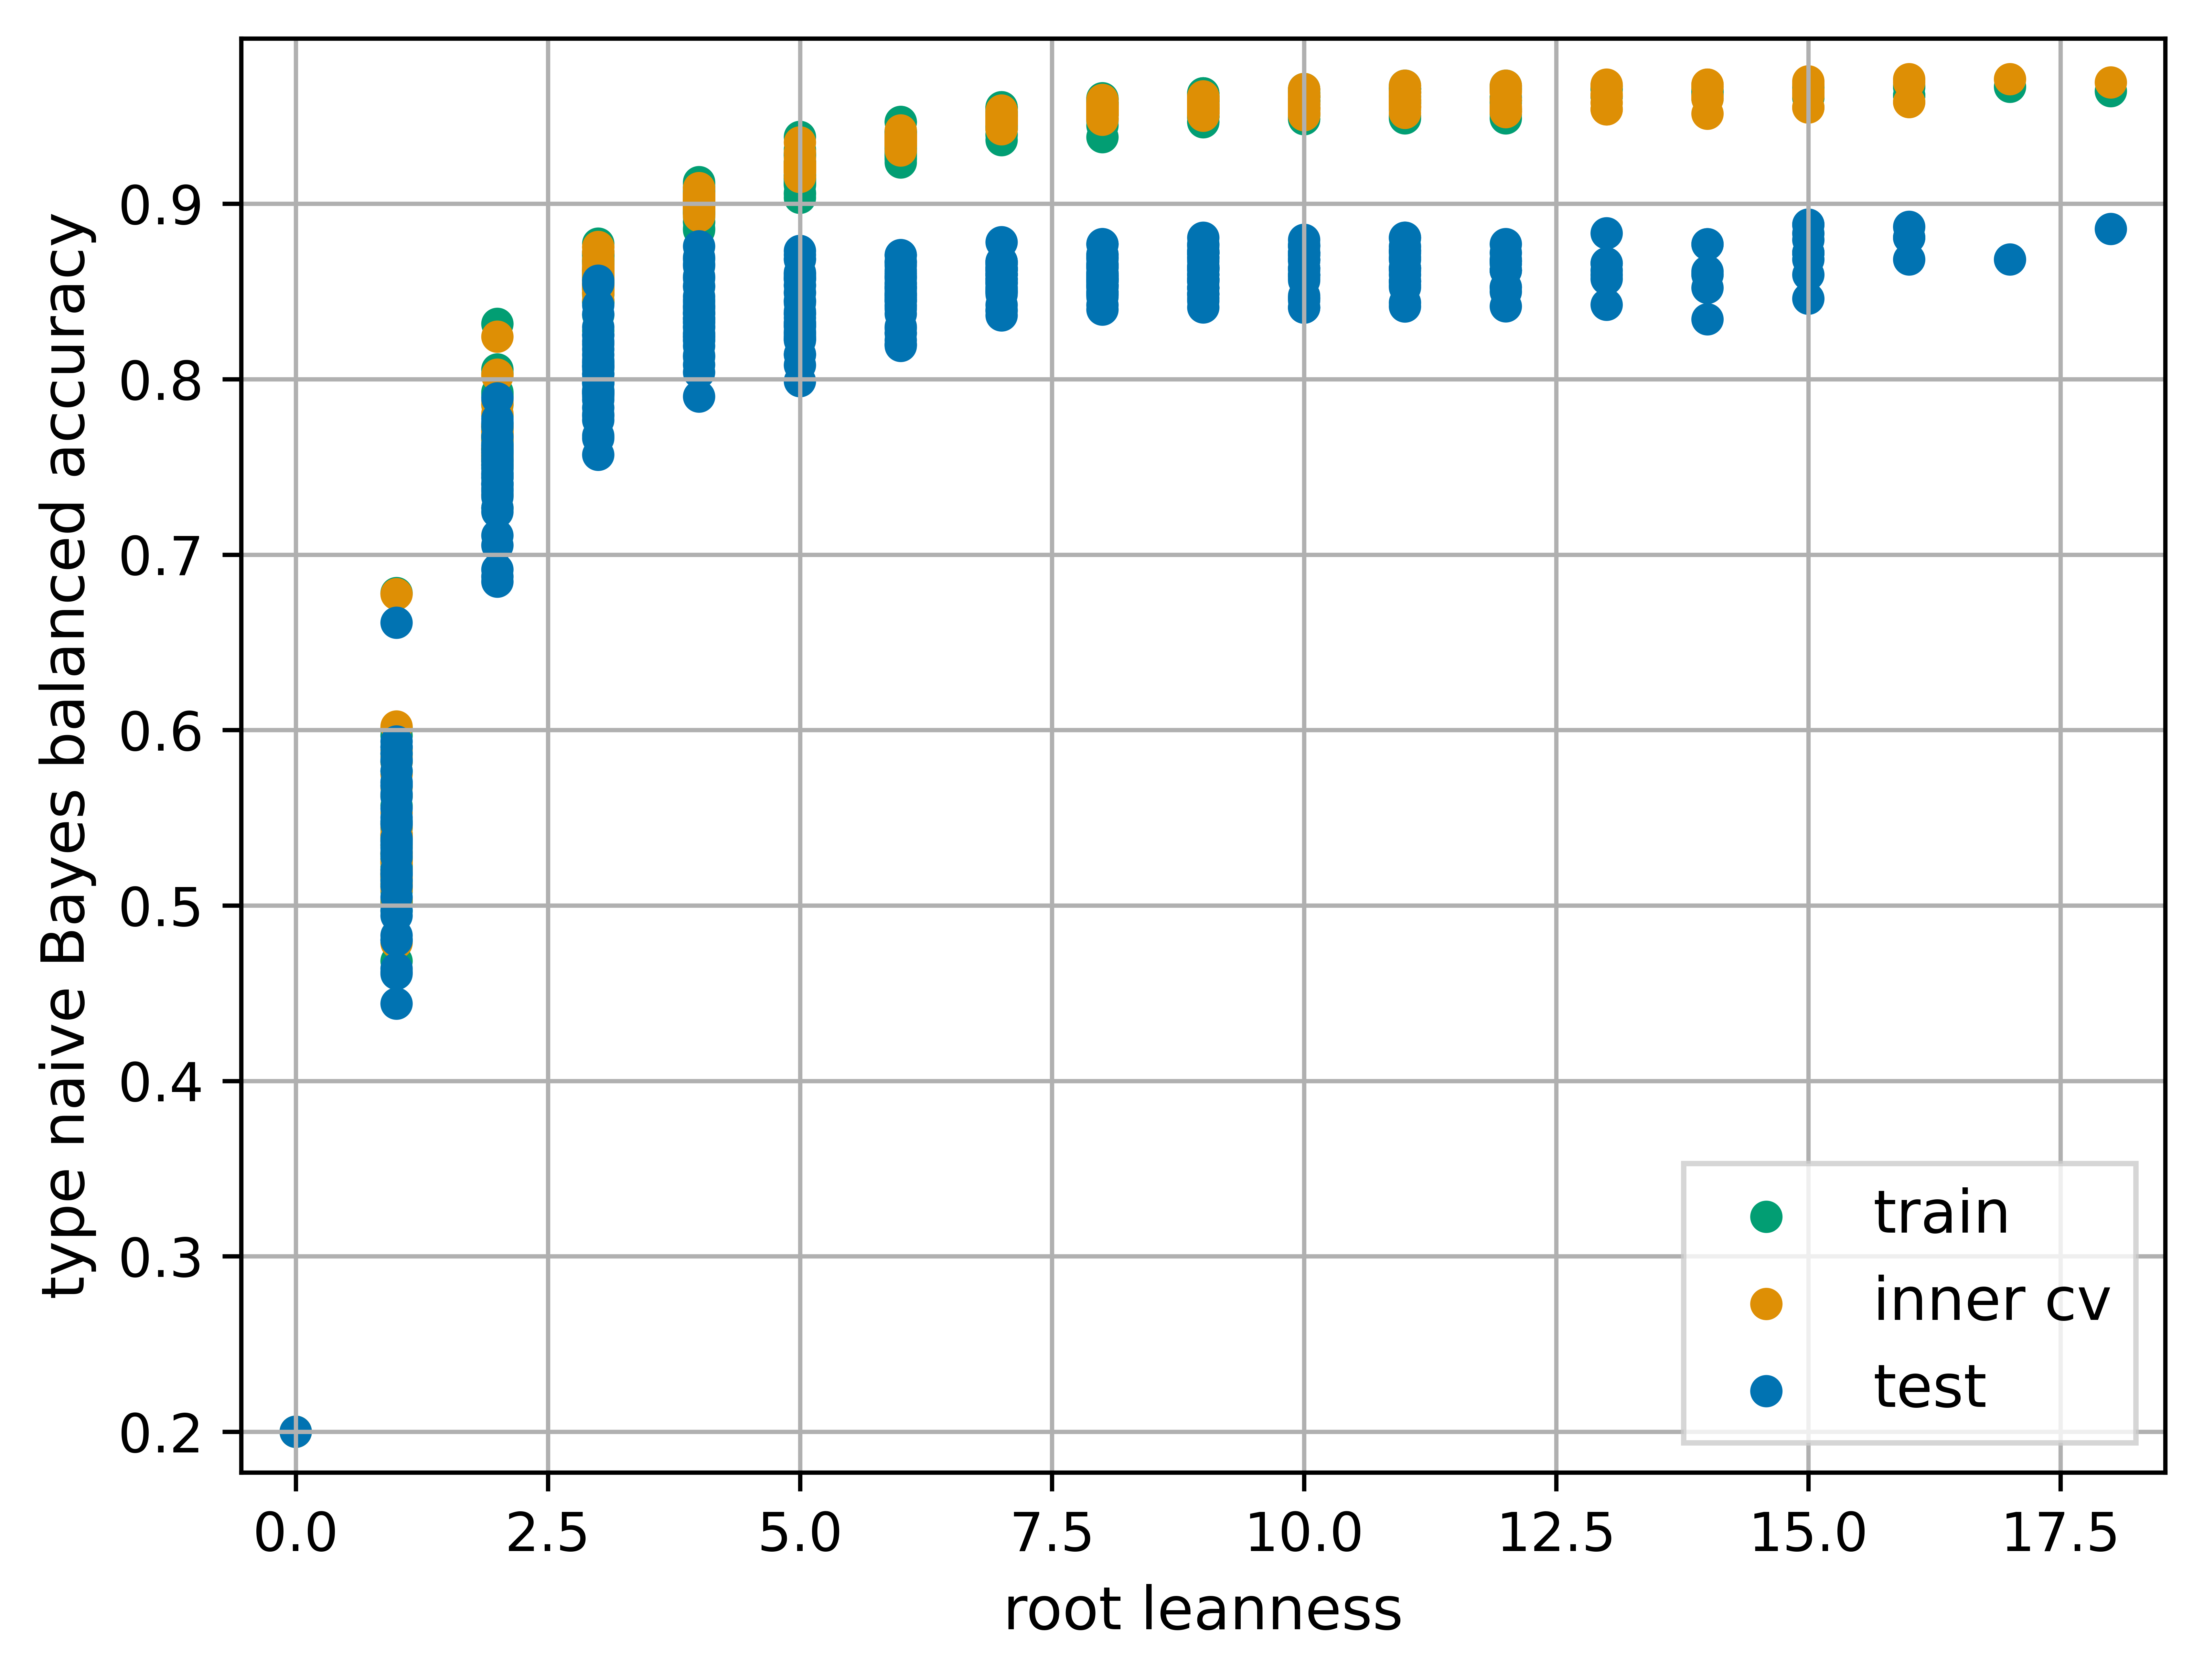 type naive Bayes balanced accuracy
0.9
0.8
0.7
0.6
0.5
0.4
0.3
0.2
train
inner cv
test
0.0 2.5 5.0 7.5 10.0 12.5 15.0 17.5
root leanness